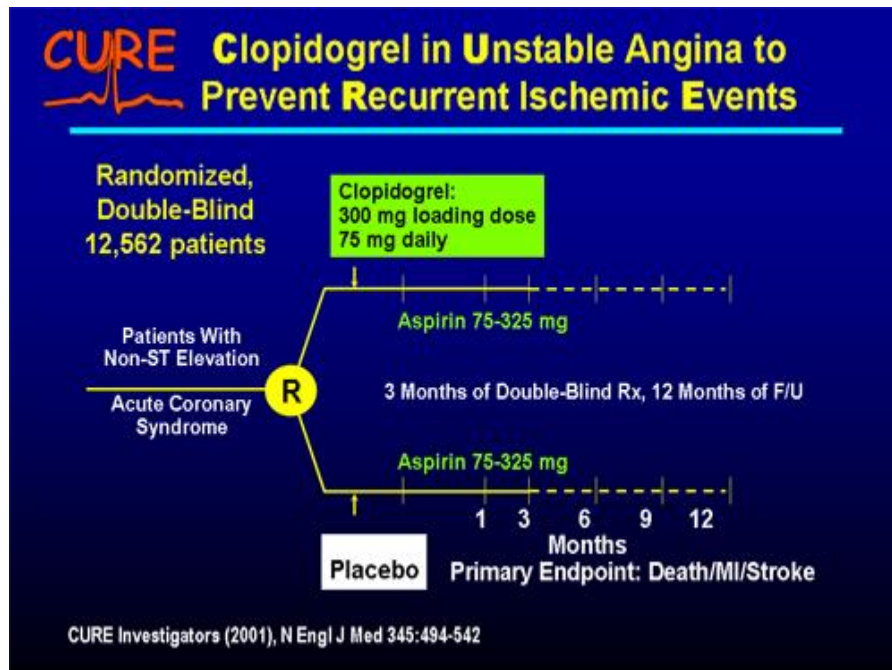 CURE
Clopidogrel in Unstable Angina to
Prevent Recurrent Ischemic Events
Randomized,
Double-Blind
12,562 patients
Clopidogrel:
300 mg loading dose
75 mg daily
Aspirin 75-325 mg
Patients With
Non-ST Elevation
R
Acute Coronary
Syndrome
3 Months of Double-Blind Rx, 12 Months of F/U
Aspirin 75-325 mg
1 3 6 9 12
Months
Placebo
Primary Endpoint: Death/MI/Stroke
CURE Investigators (2001), N Engl J Med 345:494-542